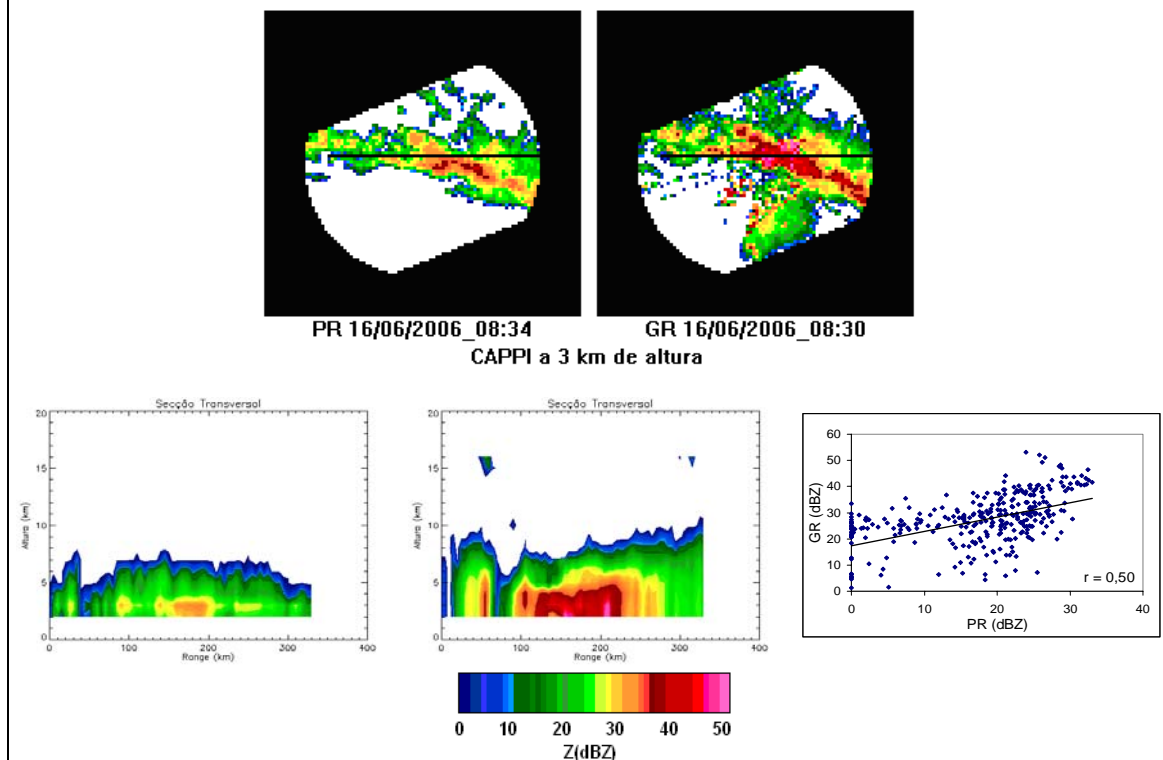 PR 16/06/2006_08:34
GR 16/06/2006_08:30
CAPPI a 3 km de altura
Secção Transversal
20
15
10
5
0
Altura (km)
0 100 200 300 400
Range (km)
Secção Transversal
20
15
10
5
0
Altura (km)
0 100 200 300 400
Range (km)
60
50
40
30
20
10
0
GR (dBZ)
r = 0,50
0 10 20 30 40
PR (dBZ)
0 10 20 30 40 50
Z(dBZ)